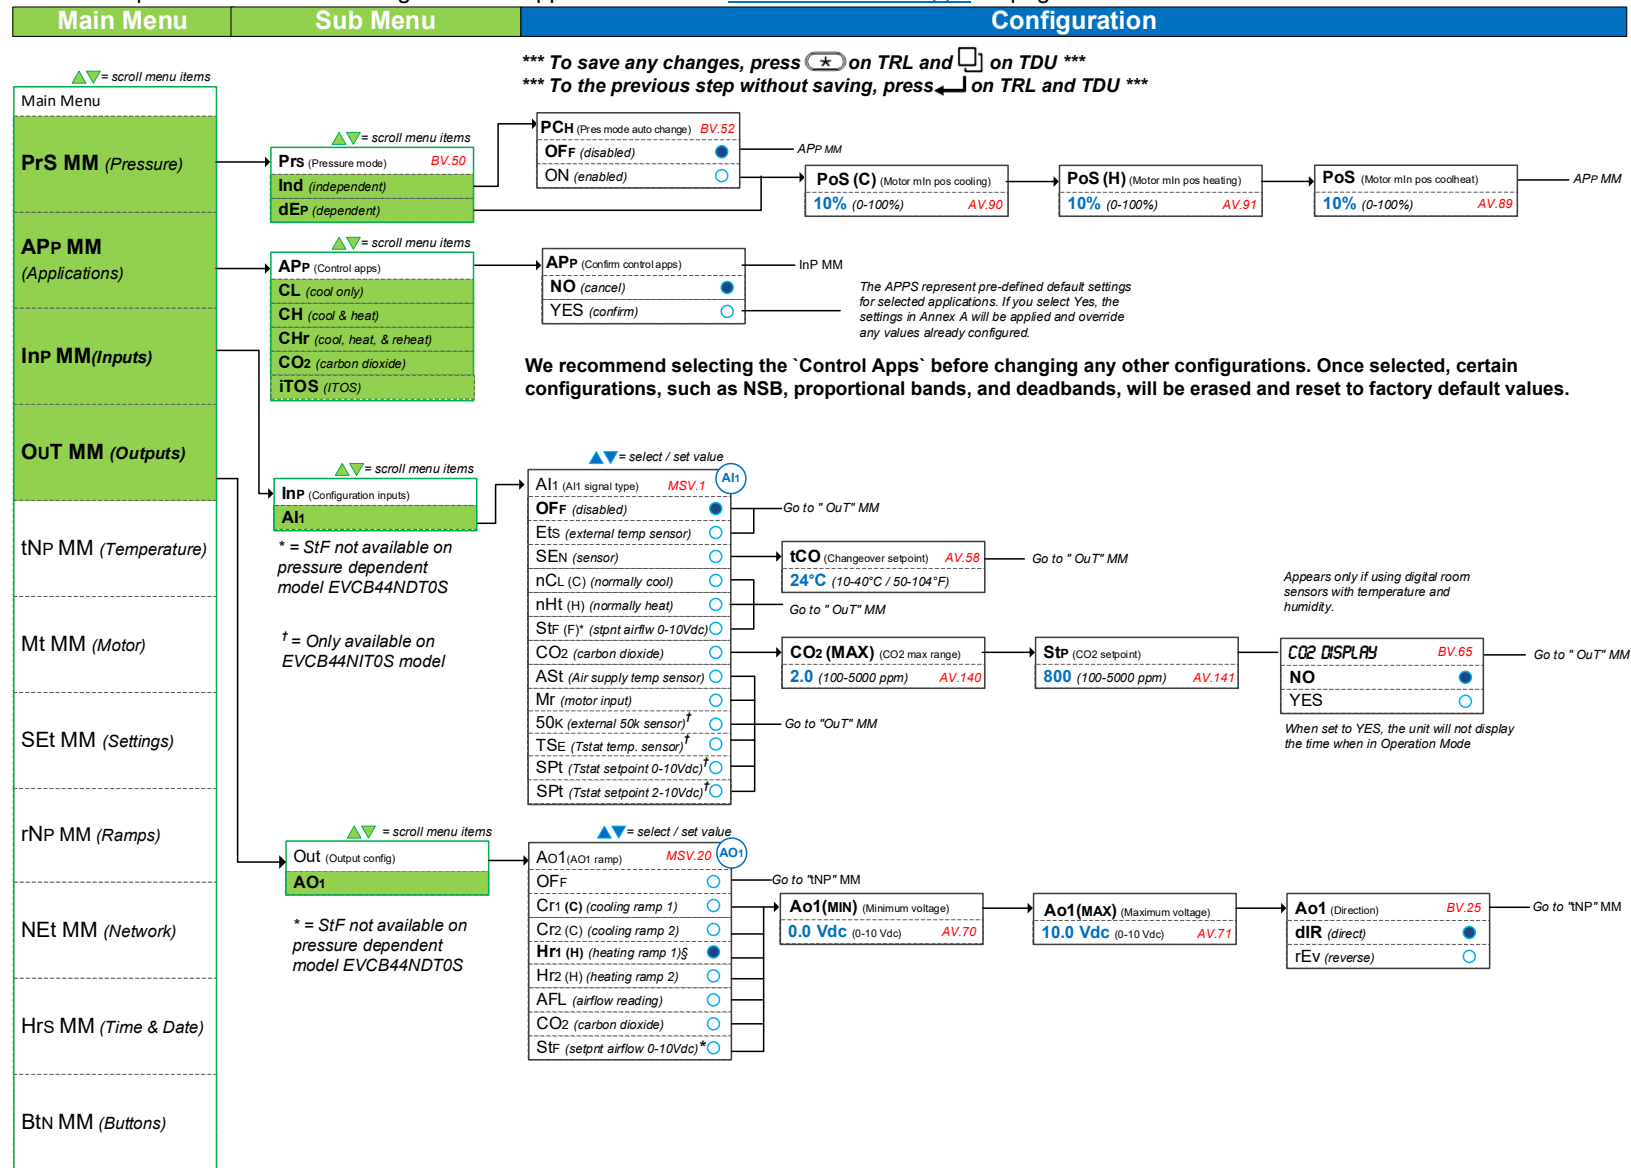 Main Menu
Sub Menu
Configuration
*** To save any changes, press on TRL and on TDU ***
*** To the previous step without saving, press on TRL and TDU ***
= scroll menu items
Main Menu
PrS MM (Pressure)
APP MM
(Applications)
InP MM(Inputs)
OUT MM (Outputs)
tNP MM (Temperature)
Mt MM (Motor)
SEt MM (Settings)
rNP MM (Ramps)
NEt MM (Network)
HrS MM (Time & Date)
BtN MM (Buttons)
= scroll menu items
PrS (Pressure mode) BV.50
Ind (independent)
dEP (dependent)
PCH (Pres mode auto change) BV.52
OFF (disabled)
ON (enabled)
APP MM
PoS (C) (Motor mIn pos cooling)
10% (0-100%) AV.90
PoS (H) (Motor mIn pos heating)
10% (0-100%) AV.91
PoS (Motor mIn pos coolheat)
10% (0-100%) AV.89
APP MM
= scroll menu items
APP (Control apps)
CL (cool only)
CH (cool & heat)
CHr (cool, heat, & reheat)
CO2 (carbon dioxide)
iTOS (ITOS)
APP (Confirm control apps)
NO (cancel)
YES (confirm)
InP MM
The APPS represent pre-defined default settings
for selected applications. If you select Yes, the
settings in Annex A will be applied and override
any values already configured.
We recommend selecting the `Control Apps` before changing any other configurations. Once selected, certain
configurations, such as NSB, proportional bands, and deadbands, will be erased and reset to factory default values.
= scroll menu items
InP (Configuration inputs)
AI1
* = StF not available on
pressure dependent
model EVCB44NDT0S
† = Only available on
EVCB44NIT0S model
= select / set value
AI1 (AI1 signal type) MSV.1
AI1
OFF (disabled)
EtS (external temp sensor)
SEN (sensor)
nCL (C) (normally cool)
nHt (H) (normally heat)
StF (F)* (stpnt airflw 0-10Vdc)
CO2 (carbon dioxide)
ASt (Air supply temp sensor)
Mr (motor input)
50K (external 50k sensor)†
TSE (Tstat temp. sensor)†
SPt (Tstat setpoint 0-10Vdc)†
SPt (Tstat setpoint 2-10Vdc)†
Go to " OuT" MM
tCO (Changeover setpoint) AV.58
24°C (10-40°C / 50-104°F)
Go to " OuT" MM
Go to " OuT" MM
CO2 (MAX) (CO2 max range)
2.0 (100-5000 ppm) AV.140
StP (CO2 setpoint)
800 (100-5000 ppm) AV.141
Appears only if using digital room
sensors with temperature and
humidity.
CO2 DISPLAY BV.65
NO
YES
Go to " OuT" MM
When set to YES, the unit will not display
the time when in Operation Mode
Go to "OuT" MM
= scroll menu items
Out (Output config)
AO1
* = StF not available on
pressure dependent
model EVCB44NDT0S
= select / set value
AO1(AO1 ramp) MSV.20
AO1
OFF
Cr1 (C) (cooling ramp 1)
Cr2 (C) (cooling ramp 2)
Hr1 (H) (heating ramp 1)§
Hr2 (H) (heating ramp 2)
AFL (airflow reading)
CO2 (carbon dioxide)
StF (setpnt airflow 0-10Vdc)*
Go to "tNP" MM
Ao1(MIN) (Minimum voltage)
0.0 Vdc (0-10 Vdc) AV.70
Ao1(MAX) (Maximum voltage)
10.0 Vdc (0-10 Vdc) AV.71
Ao1 (Direction) BV.25
dIR (direct)
rEv (reverse)
Go to "tNP" MM